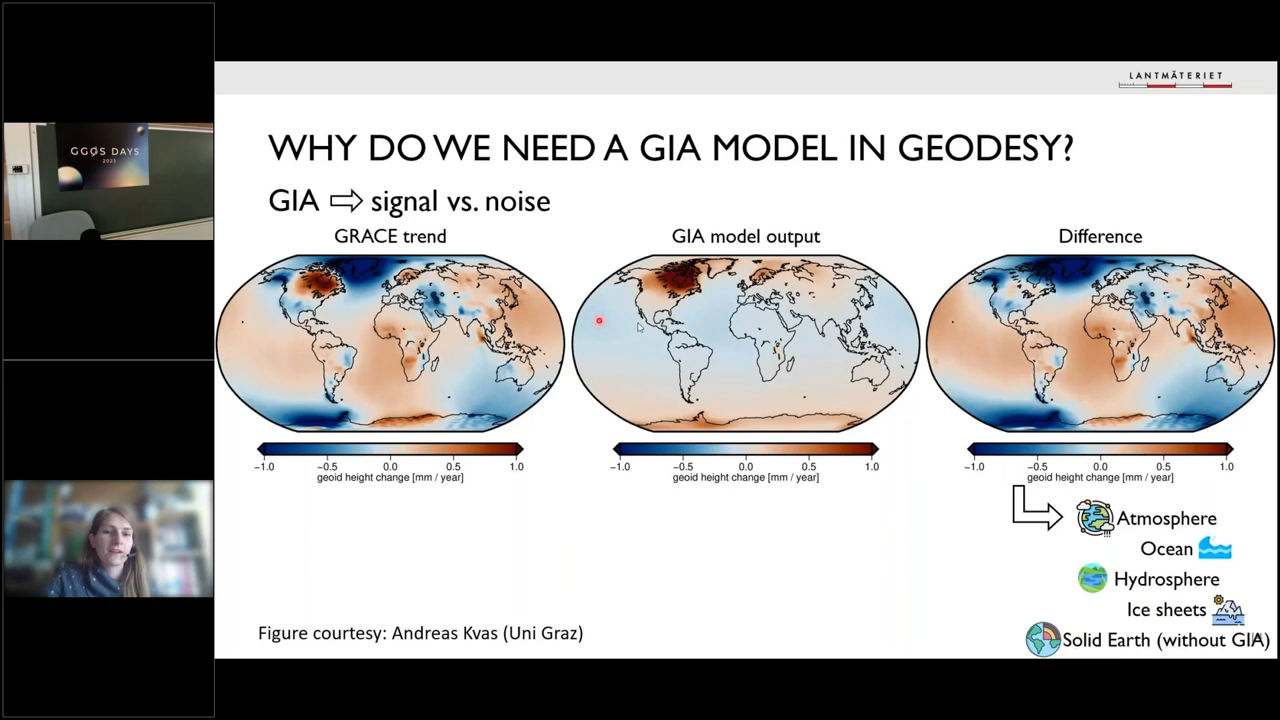 GGOS DAYS
2023
LANTMÄTERIET
WHY DO WE NEED A GIA MODEL IN GEODESY?
GIA ⇨ signal vs. noise
GRACE trend
GIA model output
Difference
−1.0 −0.5 0.0 0.5 1.0
geoid height change [mm / year]
−1.0 −0.5 0.0 0.5 1.0
geoid height change [mm / year]
−1.0 −0.5 0.0 0.5 1.0
geoid height change [mm / year]
Atmosphere
Ocean
Hydrosphere
Ice sheets
Solid Earth (without GIA)
Figure courtesy: Andreas Kvas (Uni Graz)